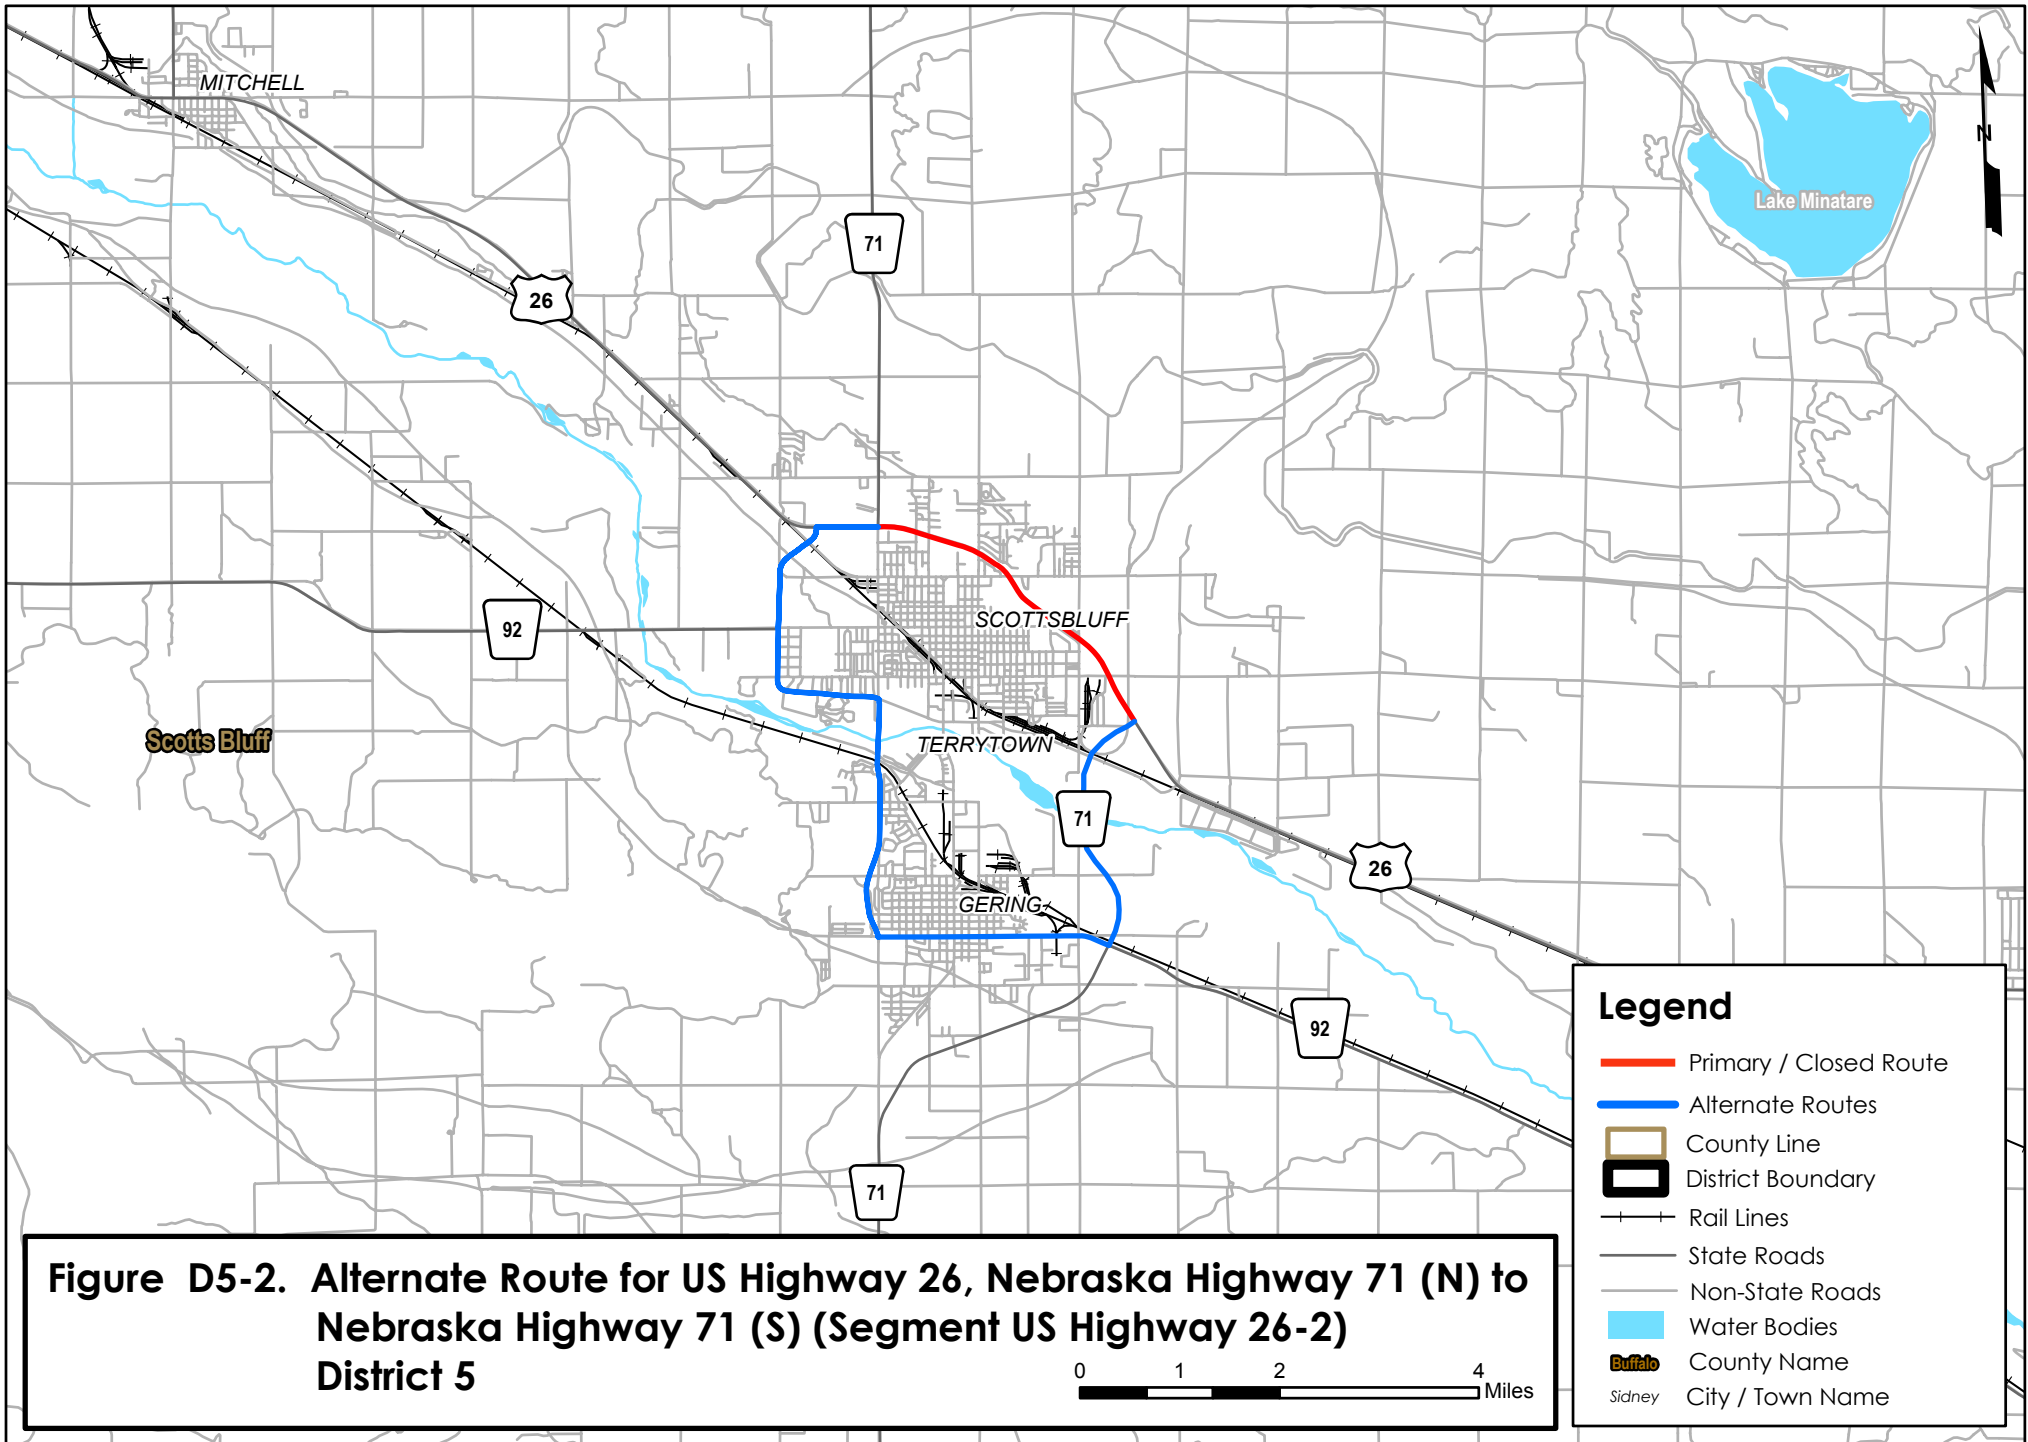 MITCHELL
N
Lake Minatare
71
26
SCOTTSBLUFF
92
Scotts Bluff
TERRYTOWN
71
26
GERING
92
71
Legend
Primary / Closed Route
Alternate Routes
County Line
District Boundary
Rail Lines
State Roads
Non-State Roads
Water Bodies
Buffalo County Name
Sidney City / Town Name
Figure D5-2. Alternate Route for US Highway 26, Nebraska Highway 71 (N) to
Nebraska Highway 71 (S) (Segment US Highway 26-2)
District 5
0 1 2 4
Miles